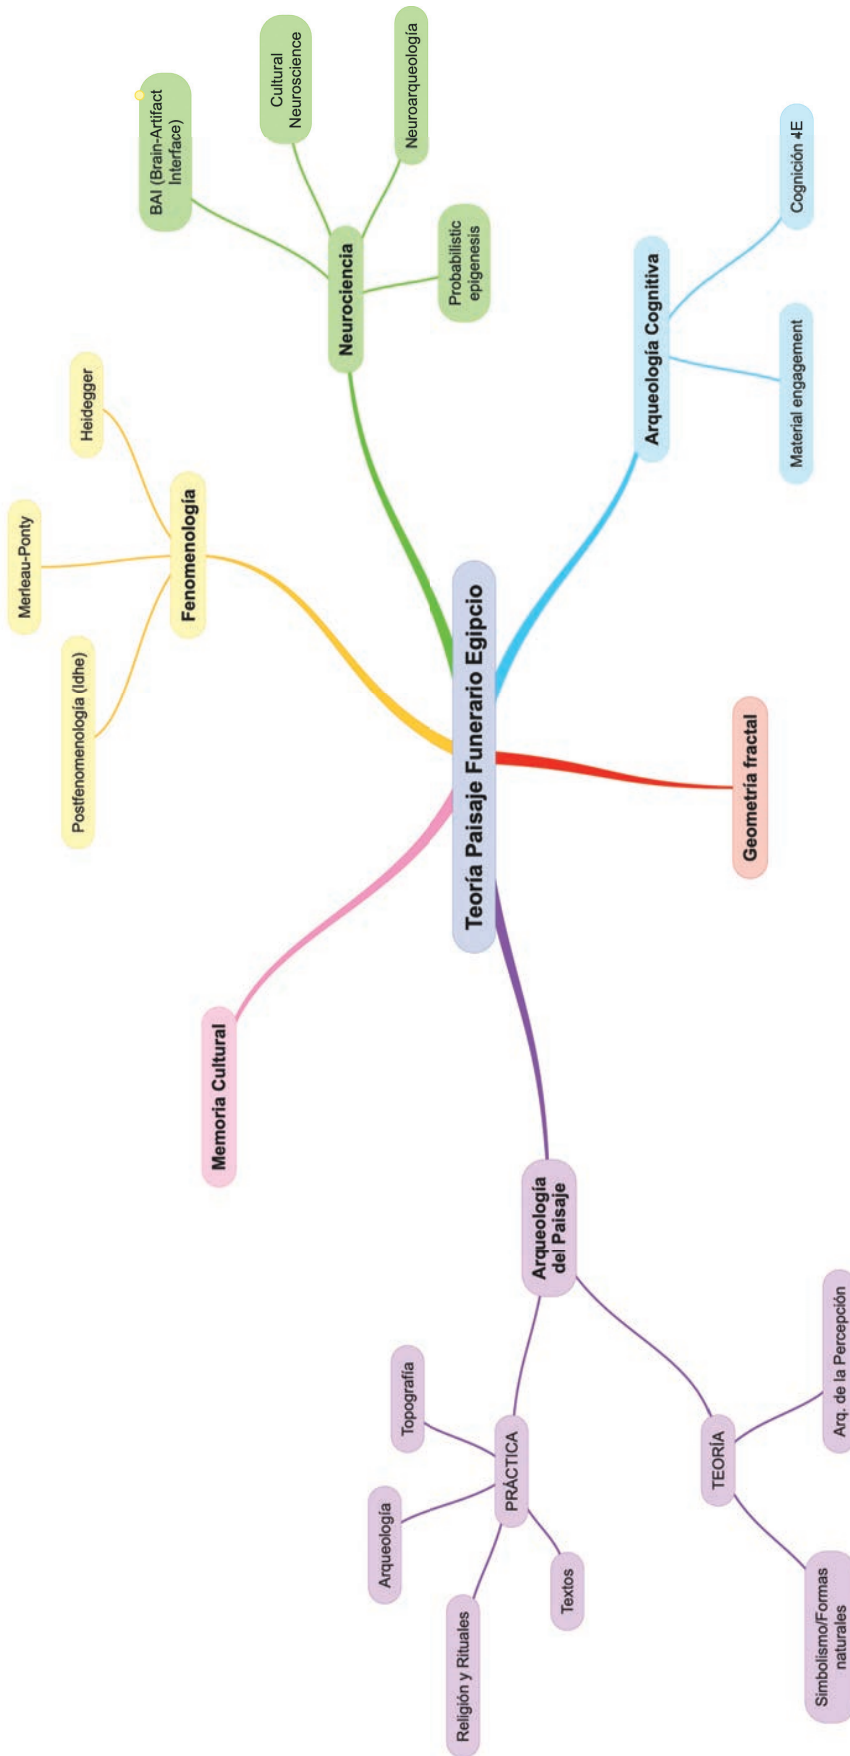 Teoría Paisaje Funerario Egipcio
Memoria Cultural
Fenomenología
Postfenomenología (Idhe)
Merleau-Ponty
Heidegger
Neurociencia
BAI (Brain-Artifact
Interface)
Cultural
Neuroscience
Neuroarqueología
Probabilistic
epigenesis
Arqueología Cognitiva
Cognición 4E
Material engagement
Geometría fractal
Arqueología
del Paisaje
PRÁCTICA
Topografía
Arqueología
Religión y Rituales
Textos
TEORÍA
Simbolismo/Formas
naturales
Arq. de la Percepción